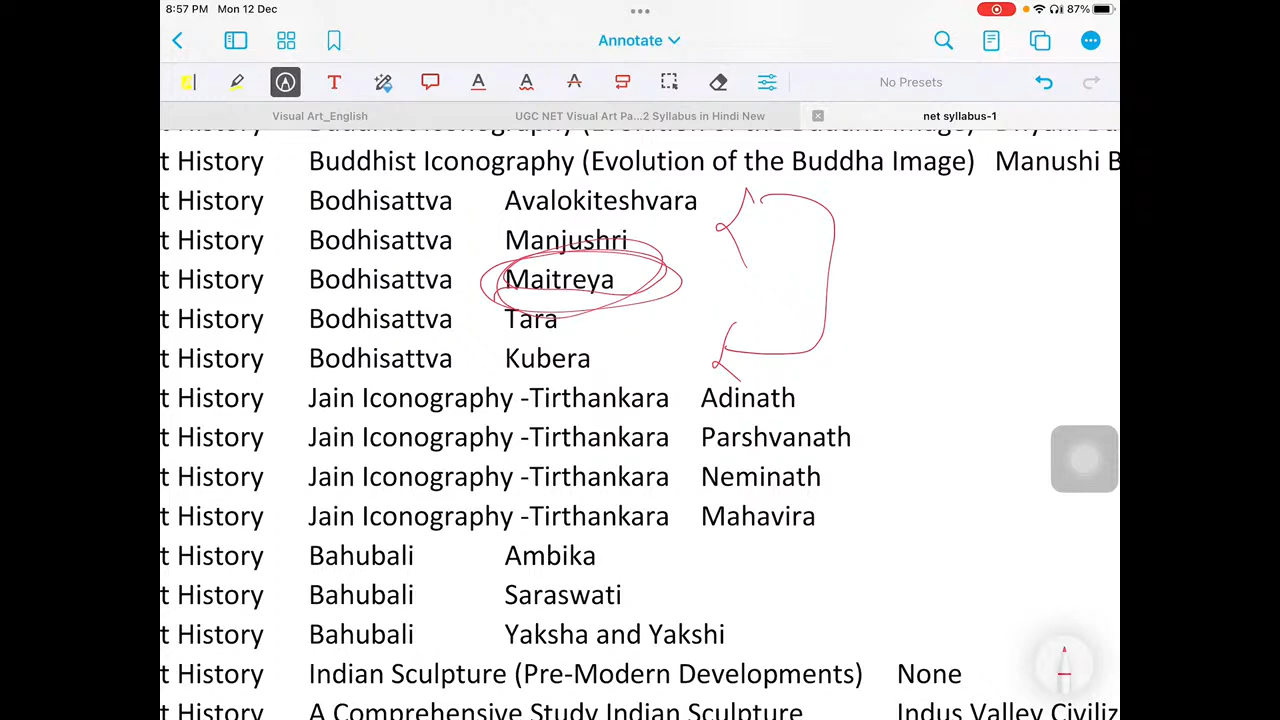 8:57 PM Mon 12 Dec 87%
Annotate
T A A A No Presets
Visual Art_English UGC NET Visual Art Pa...2 Syllabus in Hindi New net syllabus-1
t History Buddhist Iconography (Evolution of the Buddha Image) Manushi B
t History Bodhisattva Avalokiteshvara
t History Bodhisattva Manjushri
t History Bodhisattva Maitreya
t History Bodhisattva Tara
t History Bodhisattva Kubera
t History Jain Iconography -Tirthankara Adinath
t History Jain Iconography -Tirthankara Parshvanath
t History Jain Iconography -Tirthankara Neminath
t History Jain Iconography -Tirthankara Mahavira
t History Bahubali Ambika
t History Bahubali Saraswati
t History Bahubali Yaksha and Yakshi
t History Indian Sculpture (Pre-Modern Developments) None
t History A Comprehensive Study Indian Sculpture Indus Valley Civiliz